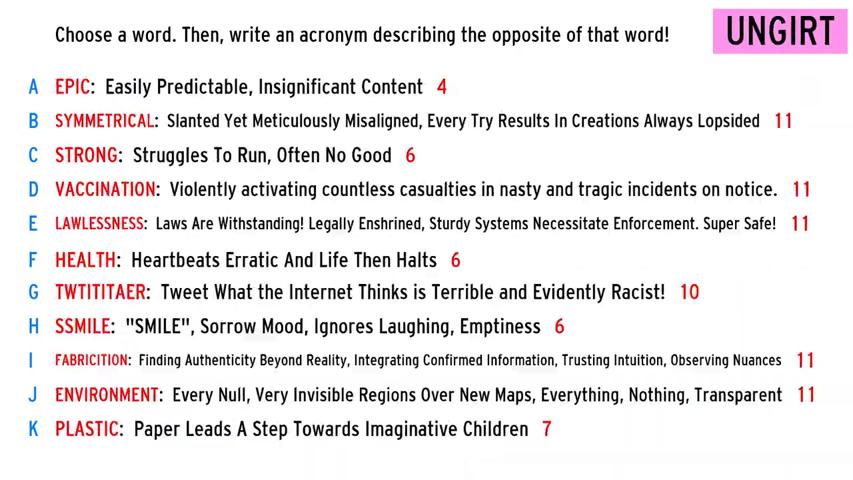 Choose a word. Then, write an acronym describing the opposite of that word!
UNGIRT
A EPIC: Easily Predictable, Insignificant Content 4
B SYMMETRICAL: Slanted Yet Meticulously Misaligned, Every Try Results In Creations Always Lopsided 11
C STRONG: Struggles To Run, Often No Good 6
D VACCINATION: Violently activating countless casualties in nasty and tragic incidents on notice. 11
E LAWLESSNESS: Laws Are Withstanding! Legally Enshrined, Sturdy Systems Necessitate Enforcement. Super Safe! 11
F HEALTH: Heartbeats Erratic And Life Then Halts 6
G TWTITITAER: Tweet What the Internet Thinks is Terrible and Evidently Racist! 10
H SSMILE: "SMILE", Sorrow Mood, Ignores Laughing, Emptiness 6
I FABRICITION: Finding Authenticity Beyond Reality, Integrating Confirmed Information, Trusting Intuition, Observing Nuances 11
J ENVIRONMENT: Every Null, Very Invisible Regions Over New Maps, Everything, Nothing, Transparent 11
K PLASTIC: Paper Leads A Step Towards Imaginative Children 7